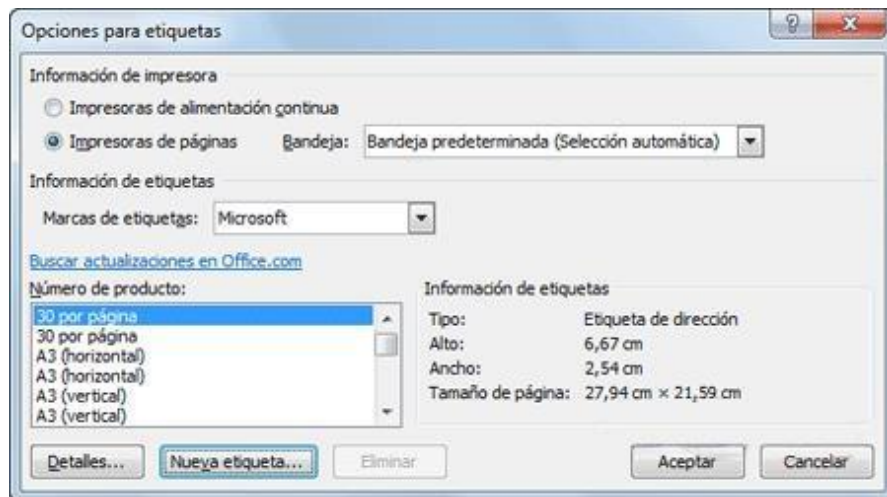 Opciones para etiquetas
Información de impresora
Impresoras de alimentación continua
Impresoras de páginas Bandeja: Bandeja predeterminada (Selección automática)
Información de etiquetas
Marcas de etiquetas: Microsoft
Buscar actualizaciones en Office.com
Número de producto:
30 por página
30 por página
A3 (horizontal)
A3 (horizontal)
A3 (vertical)
A3 (vertical)
Información de etiquetas
Tipo: Etiqueta de dirección
Alto: 6,67 cm
Ancho: 2,54 cm
Tamaño de página: 27,94 cm × 21,59 cm
Detalles... Nueva etiqueta... Eliminar Aceptar Cancelar